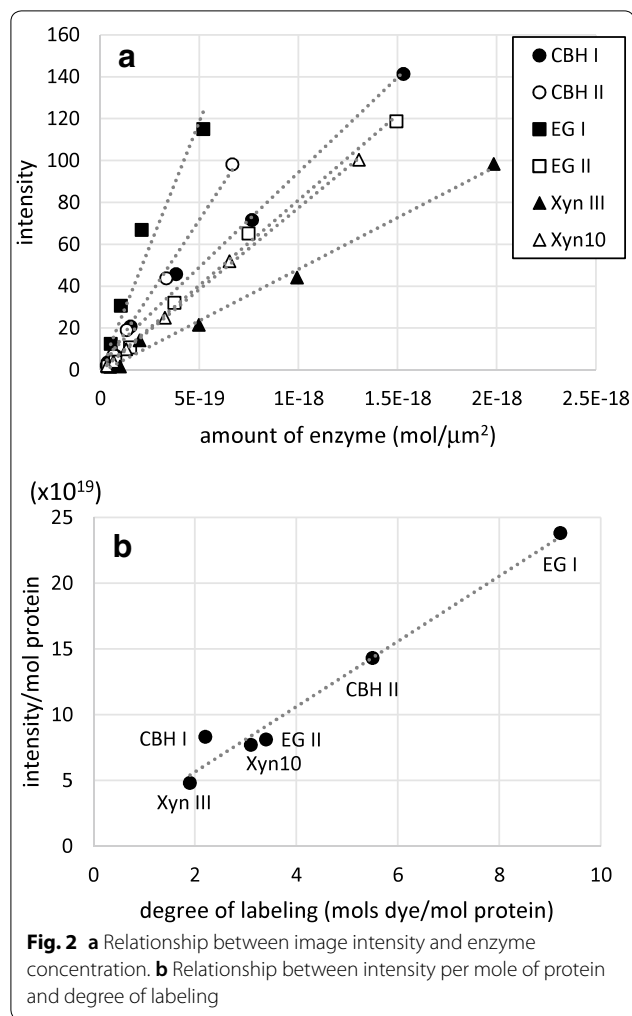 160
140
120
100
80
60
40
20
0
intensity
a
CBH I
CBH II
EG I
EG II
Xyn III
Xyn10
0 5E-19 1E-18 1.5E-18 2E-18 2.5E-18
amount of enzyme (mol/μm²)
(x10¹⁹)
25
20
15
10
5
0
intensity/mol protein
b
EG I
CBH II
CBH I
EG II
Xyn10
Xyn III
0 2 4 6 8 10
degree of labeling (mols dye/mol protein)
Fig. 2 a Relationship between image intensity and enzyme
concentration. b Relationship between intensity per mole of protein
and degree of labeling